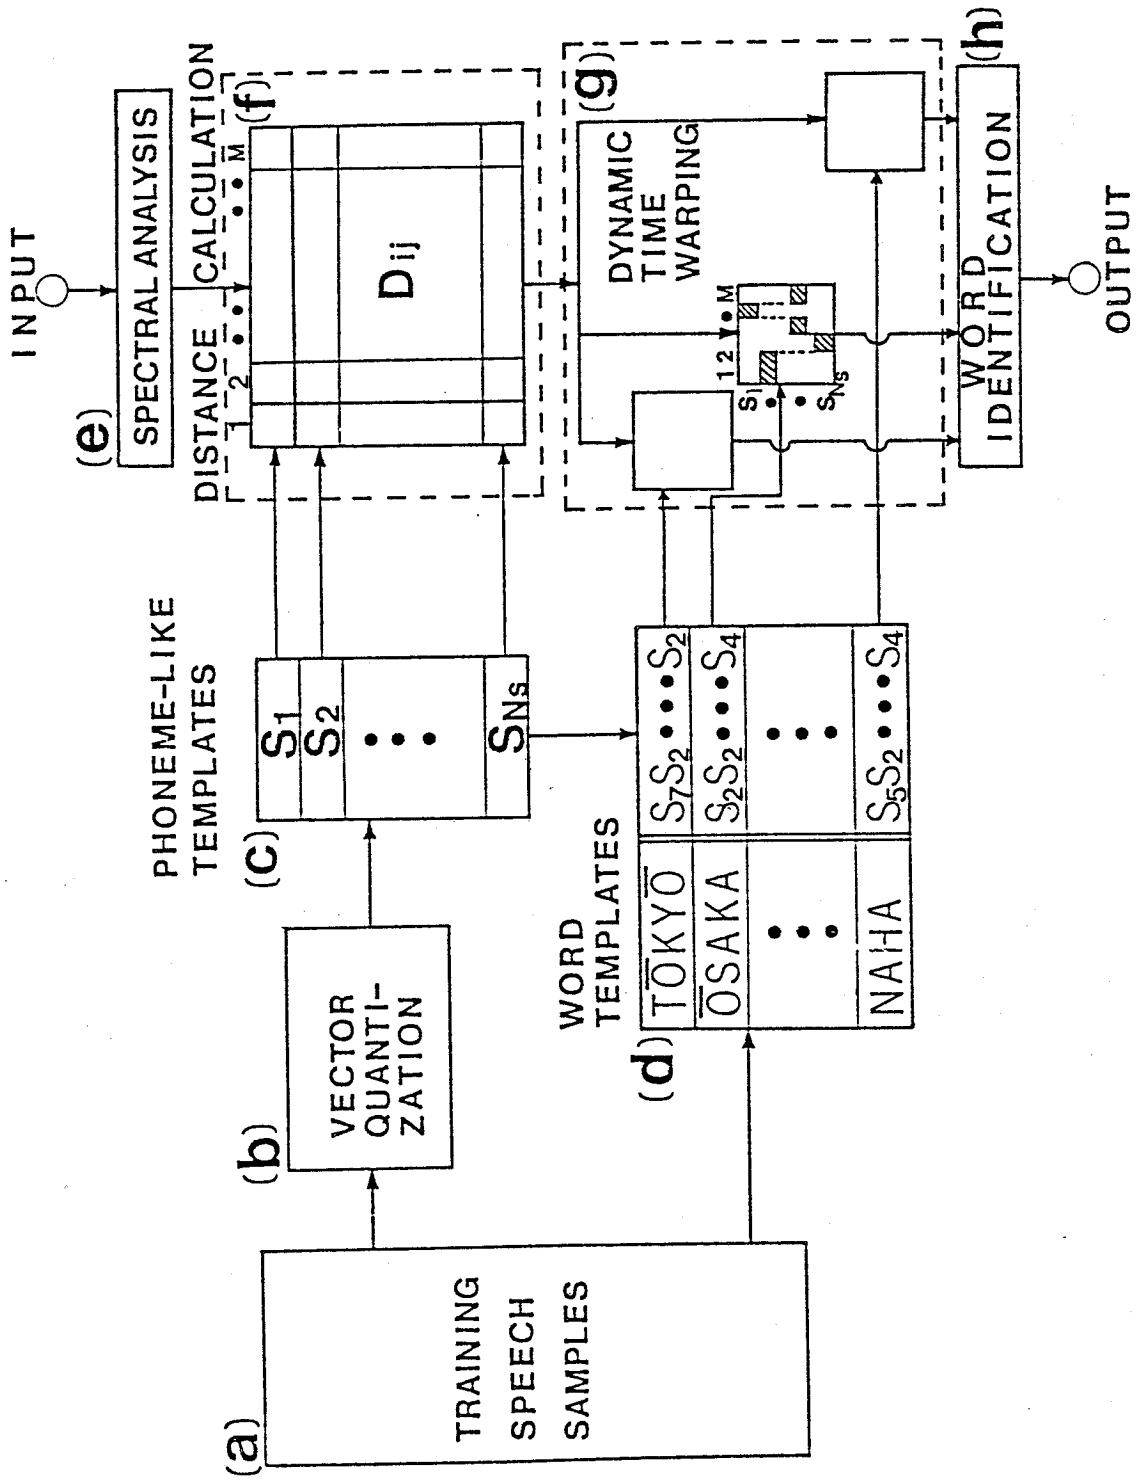 (a)
TRAINING
SPEECH
SAMPLES
(b)
VECTOR
QUANTI-
ZATION
PHONEME-LIKE
TEMPLATES
(c)
S1
S2
•••
SNs
WORD
TEMPLATES
(d)
TŌKYŌ S7S2•••S2
ŌSAKA S2S2•••S4
••• •••
NAHA S5S2•••S4
INPUT
(e)
SPECTRAL ANALYSIS
DISTANCE CALCULATION
1 2 •••• M
(f)
Dij
(g)
DYNAMIC
TIME
WARPING
1 2 • M
S1
•
•
SNs
(h)
WORD
IDENTIFICATION
OUTPUT